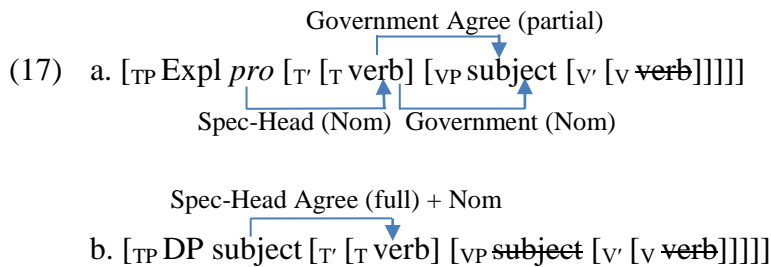 Government Agree (partial)
(17) a. [TP Expl pro [T' [T verb] [VP subject [V' [V verb]]]]]
Spec-Head (Nom) Government (Nom)
Spec-Head Agree (full) + Nom
b. [TP DP subject [T' [T verb] [VP subject [V' [V verb]]]]]